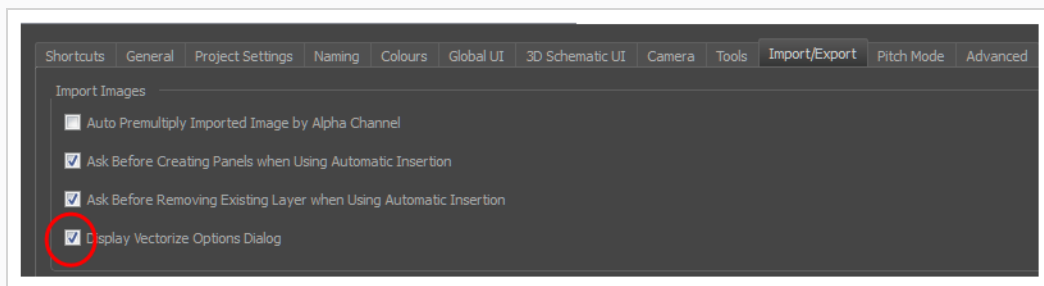 Shortcuts General Project Settings Naming Colours Global UI 3D Schematic UI Camera Tools Import/Export Pitch Mode Advanced
Import Images
Auto Premultiply Imported Image by Alpha Channel
Ask Before Creating Panels when Using Automatic Insertion
Ask Before Removing Existing Layer when Using Automatic Insertion
Display Vectorize Options Dialog